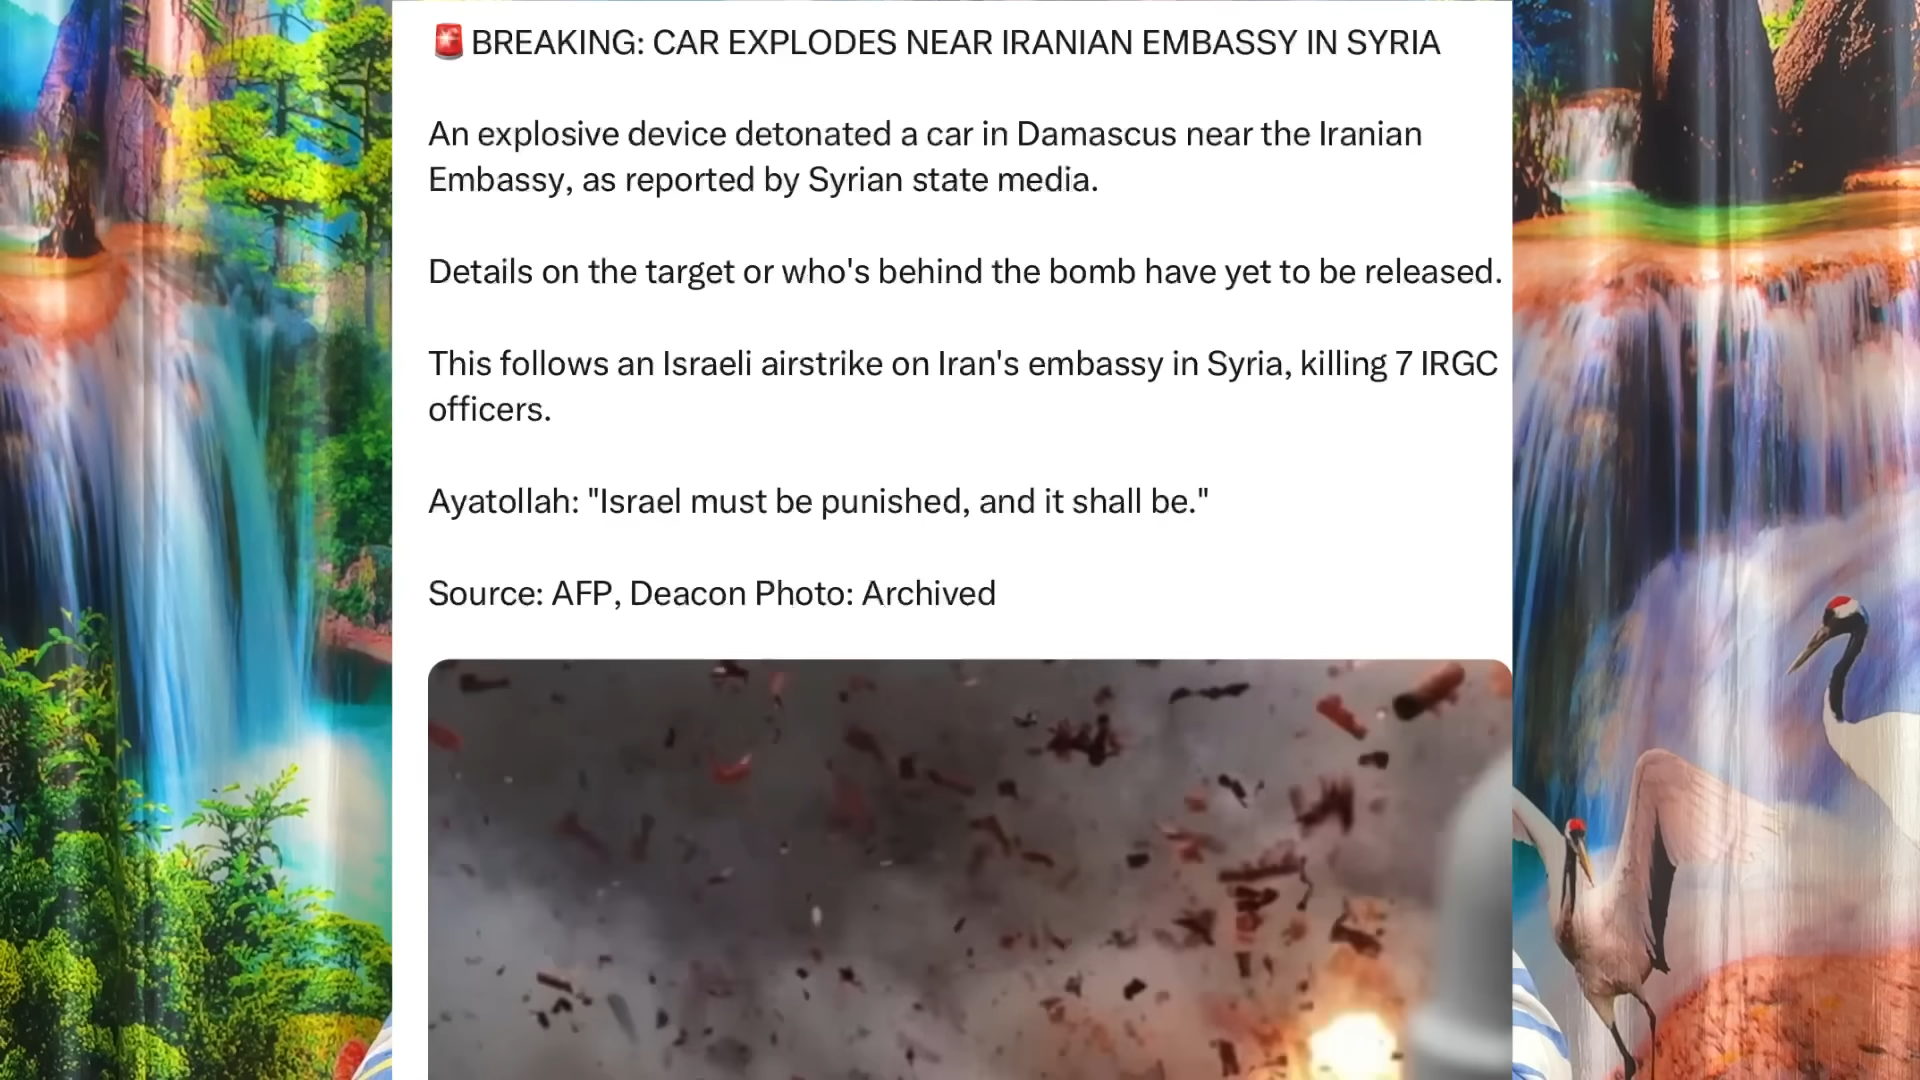 🚨BREAKING: CAR EXPLODES NEAR IRANIAN EMBASSY IN SYRIA
An explosive device detonated a car in Damascus near the Iranian
Embassy, as reported by Syrian state media.
Details on the target or who's behind the bomb have yet to be released.
This follows an Israeli airstrike on Iran's embassy in Syria, killing 7 IRGC
officers.
Ayatollah: "Israel must be punished, and it shall be."
Source: AFP, Deacon Photo: Archived